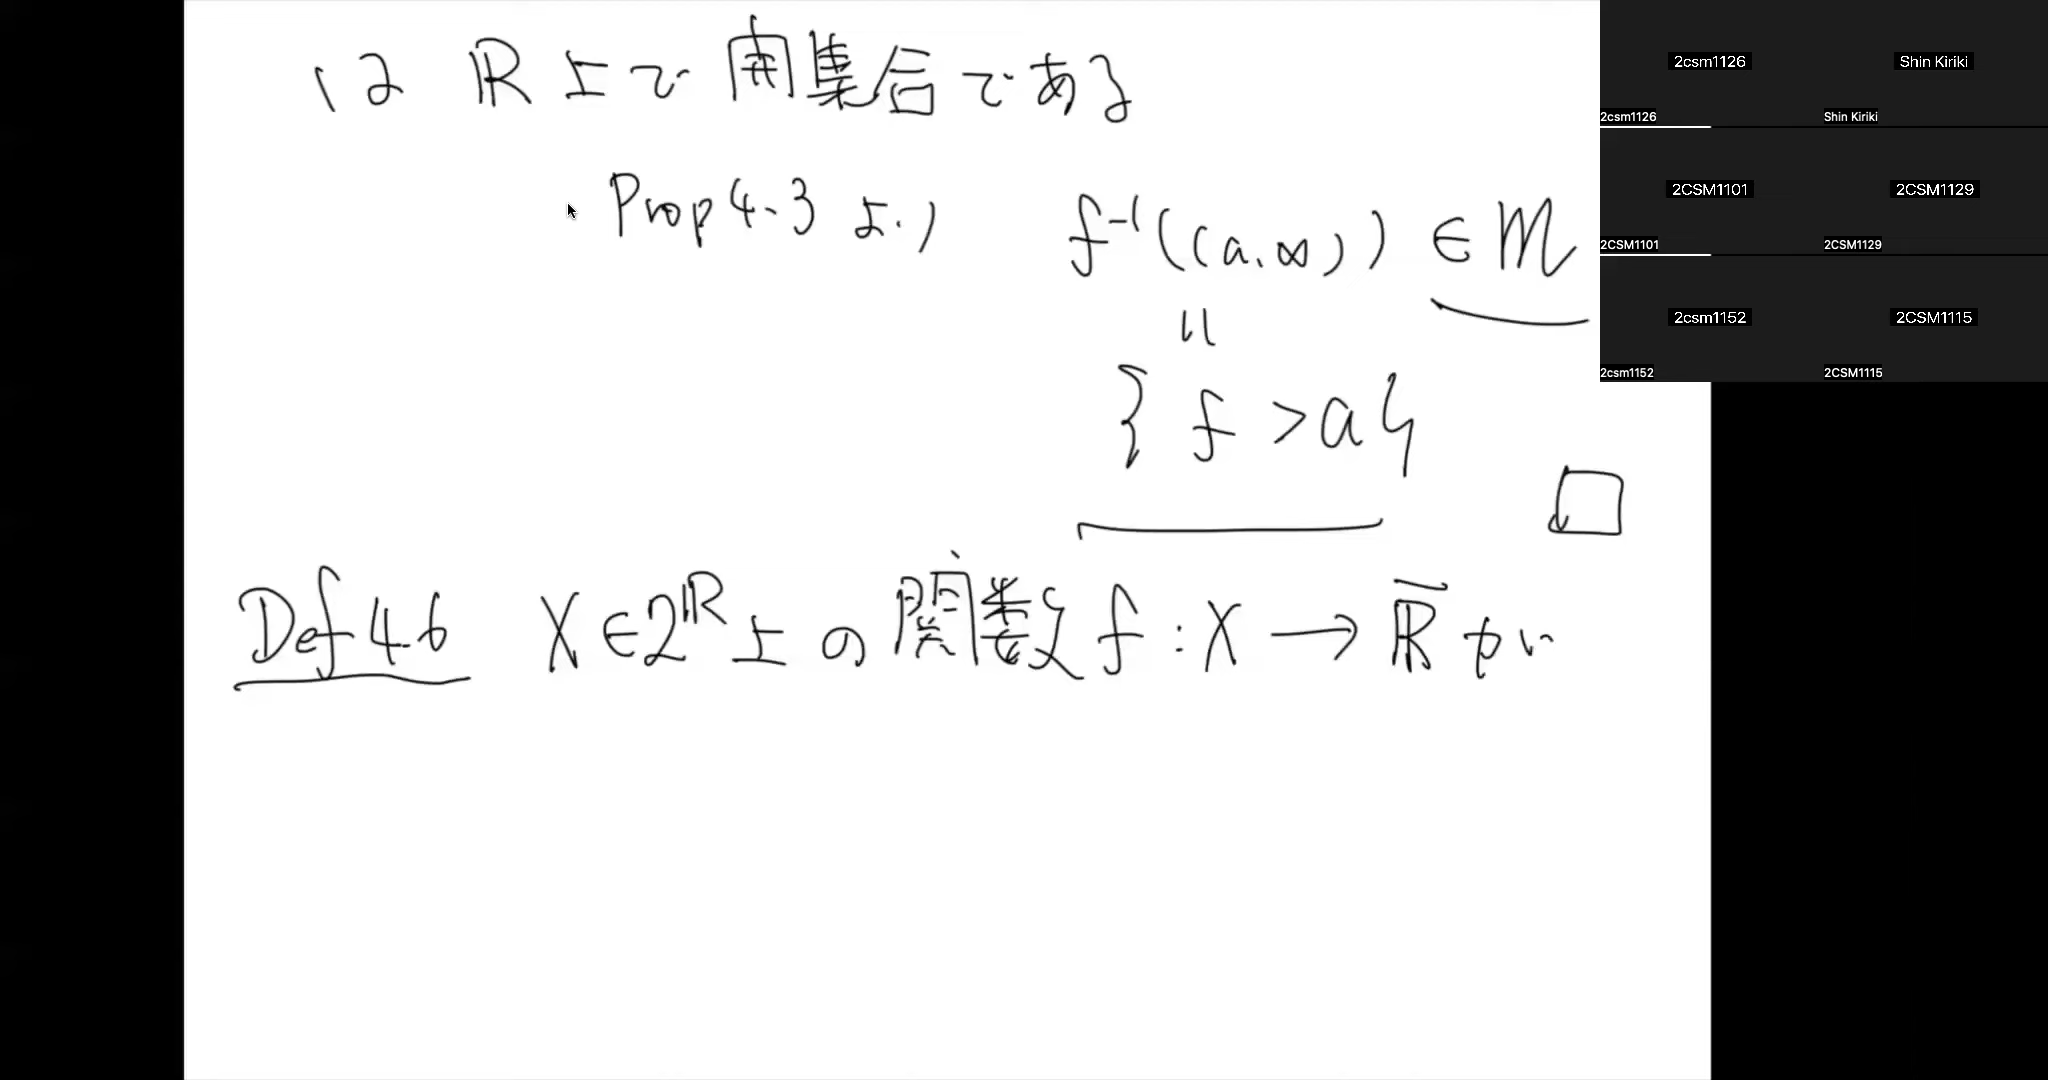 は ℝ 上で 開集合である
・Prop 4.3 より f⁻¹((a,∞)) ∈ 𝔐
||
{ f > a }
□
Def 4.6 X ∈ 2^ℝ 上の 関数 f : X → ℝ̅ が
2csm1126
Shin Kiriki
2csm1126
Shin Kiriki
2CSM1101
2CSM1129
2CSM1101
2CSM1129
2csm1152
2CSM1115
2csm1152
2CSM1115